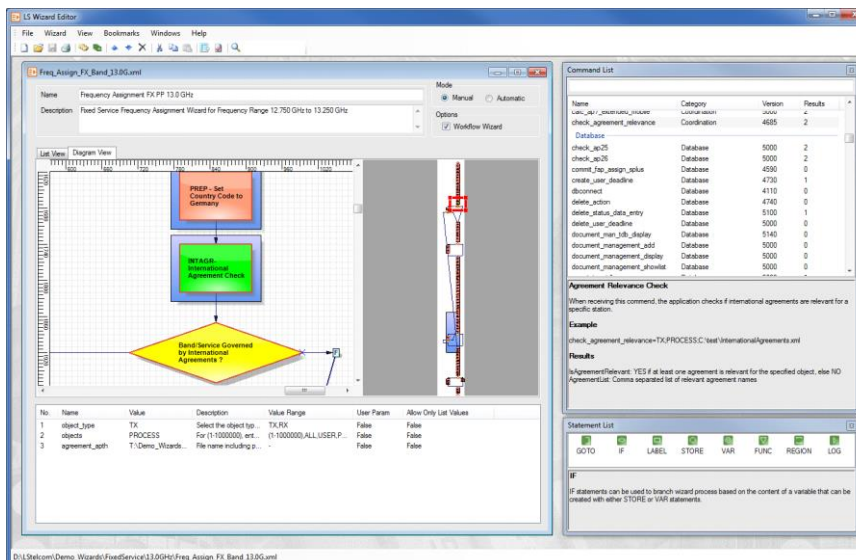 LS Wizard Editor
File Wizard View Bookmarks Windows Help
Freq_Assign_FX_Band_13.0G.xml
Name Frequency Assignment FX PP 13.0 GHz
Description Fixed Service Frequency Assignment Wizard for Frequency Range 12.750 GHz to 13.250 GHz
Mode
Manual Automatic
Options
Workflow Wizard
List View Diagram View
800 840 880 920 960 1020
PREP - Set
Country Code to
Germany
INTAGR-
International
Agreement Check
Band/Service Governed
by International
Agreements ?
No. Name Value Description Value Range User Param Allow Only List Values
1 object_type TX Select the object typ... TX,RX False False
2 objects PROCESS For (1-1000000), ent... (1-1000000),ALL,USER,P... False False
3 agreement_apth T:\Demo_Wizards... File name including p... - False False
Command List
Name Category Version Results
calc_ap7_extended_mobile Coordination 5000 2
check_agreement_relevance Coordination 4685 2
Database
check_ap25 Database 5000 2
check_ap26 Database 5000 2
commit_fap_assign_splus Database 4590 0
create_user_deadline Database 4730 1
dbconnect Database 4110 0
delete_action Database 4740 0
delete_status_data_entry Database 5100 1
delete_user_deadline Database 5000 0
document_man_tdb_display Database 5140 0
document_management_add Database 5000 0
document_management_display Database 5000 0
document_management_showlist Database 5000 0
Agreement Relevance Check
When receiving this command, the application checks if international agreements are relevant for a
specific station.
Example
check_agreement_relevance=TX;PROCESS;C:\test\InternationalAgreements.xml
Results
IsAgreementRelevant: YES if at least one agreement is relevant for the specified object, else NO
AgreementList: Comma separated list of relevant agreement names
Statement List
GOTO IF LABEL STORE VAR FUNC REGION LOG
IF
IF statements can be used to branch wizard process based on the content of a variable that can be
created with either STORE or VAR statements.
D:\LStelcom\Demo_Wizards\FixedService\13.0GHz\Freq_Assign_FX_Band_13.0G.xml